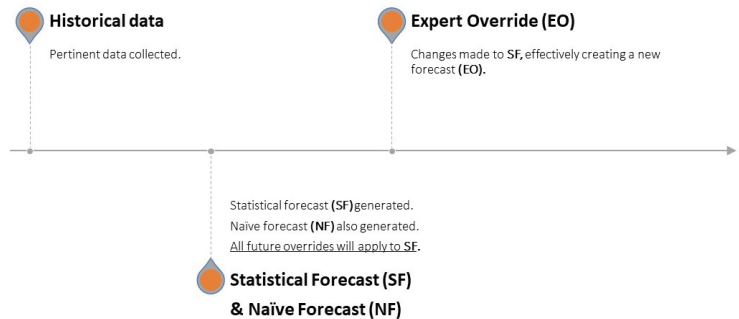 Historical data
Pertinent data collected.
Expert Override (EO)
Changes made to SF, effectively creating a new
forecast (EO).
Statistical forecast (SF) generated.
Naïve forecast (NF) also generated.
All future overrides will apply to SF.
Statistical Forecast (SF)
& Naïve Forecast (NF)